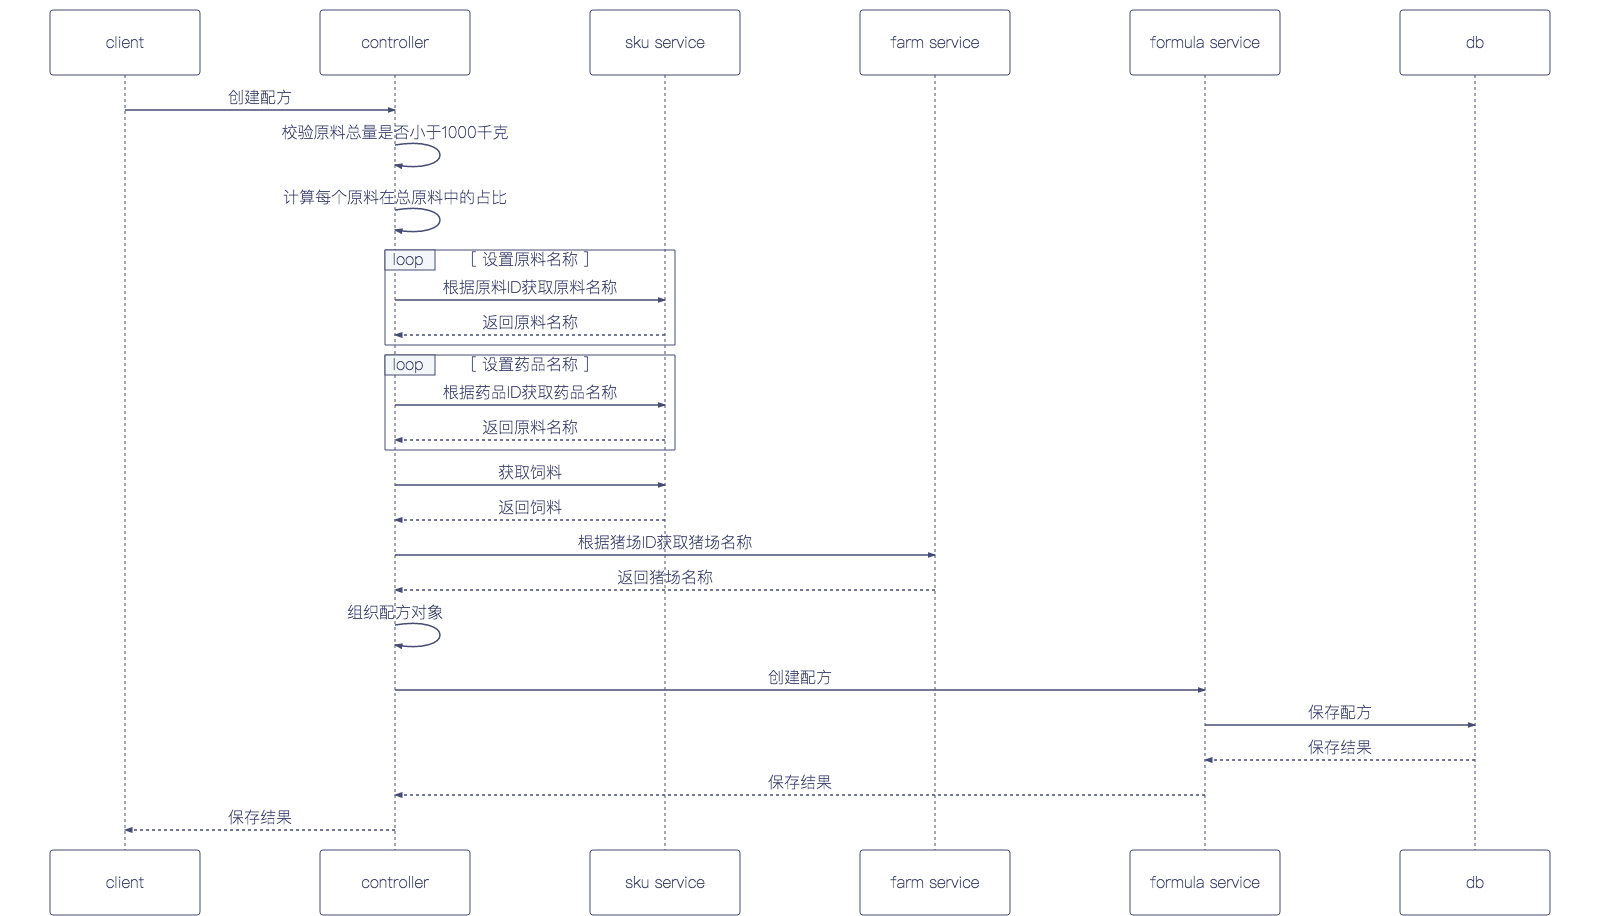 client
controller
sku service
farm service
formula service
db
创建配方
校验原料总量是否小于1000千克
计算每个原料在总原料中的占比
loop
[ 设置原料名称 ]
根据原料ID获取原料名称
返回原料名称
loop
[ 设置药品名称 ]
根据药品ID获取药品名称
返回原料名称
获取饲料
返回饲料
根据猪场ID获取猪场名称
返回猪场名称
组织配方对象
创建配方
保存配方
保存结果
保存结果
保存结果
client
controller
sku service
farm service
formula service
db